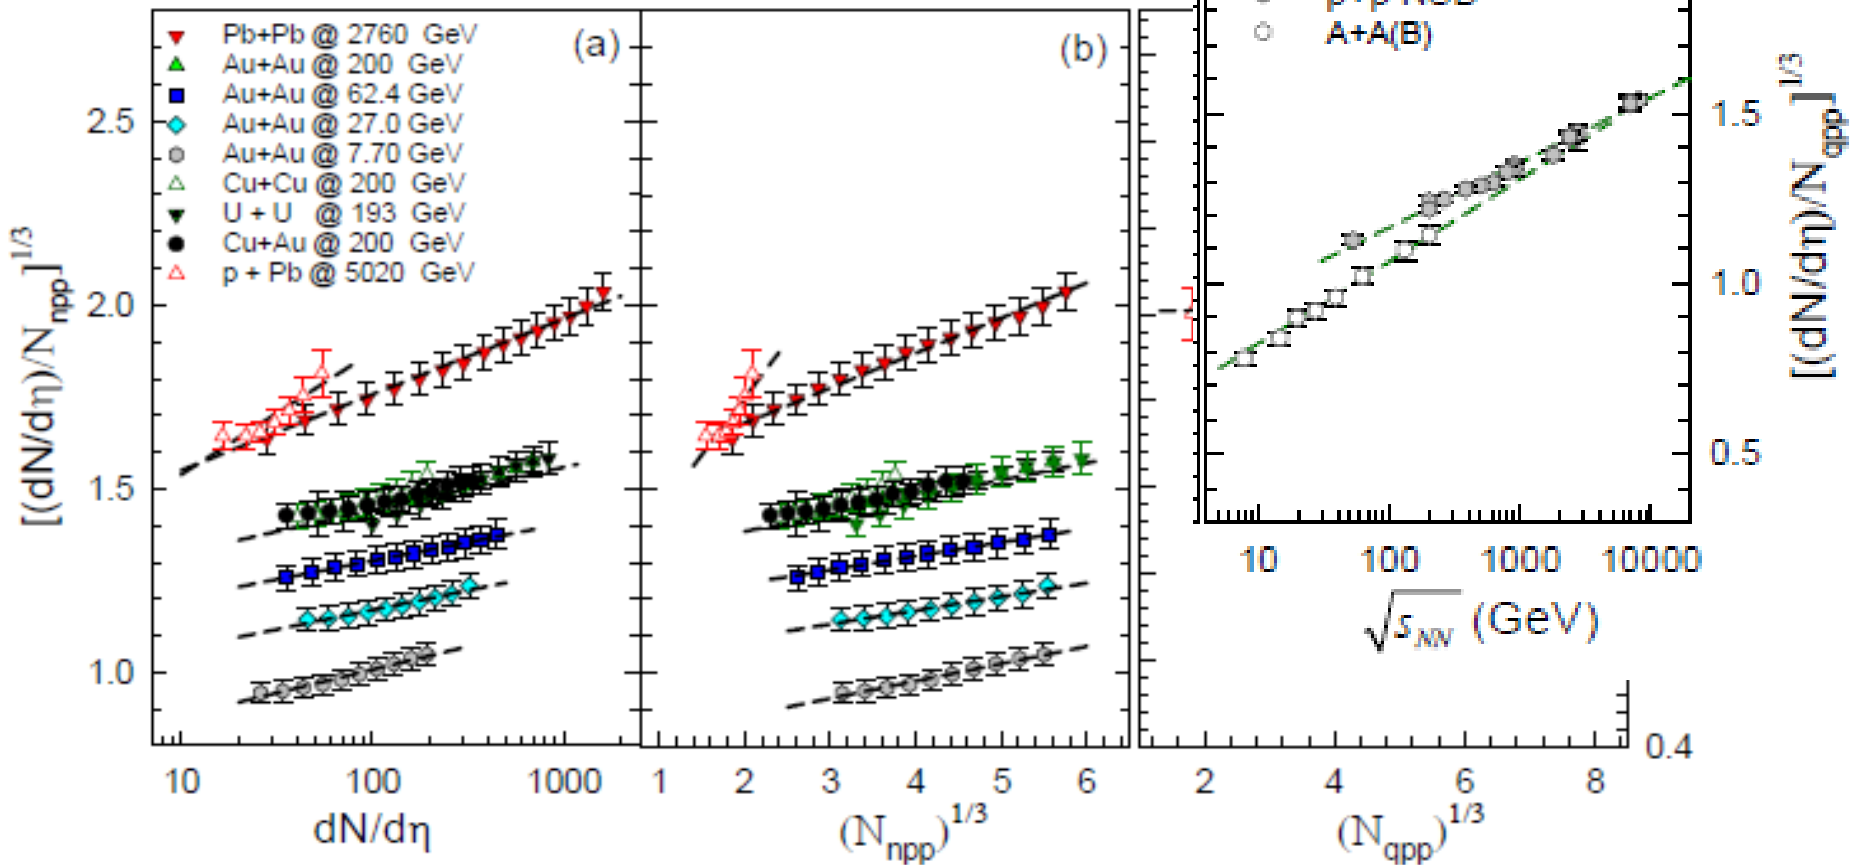 Pb+Pb @ 2760 GeV
Au+Au @ 200 GeV
Au+Au @ 62.4 GeV
Au+Au @ 27.0 GeV
Au+Au @ 7.70 GeV
Cu+Cu @ 200 GeV
U + U @ 193 GeV
Cu+Au @ 200 GeV
p + Pb @ 5020 GeV
(a)
(b)
A+A(B)
[(dN/dη)/N_npp]^1/3
2.5
2.0
1.5
1.0
10 100 1000
dN/dη
1 2 3 4 5 6
(N_npp)^1/3
1.5
1.0
0.5
[(dN/dη)/N_qpp]^1/3
10 100 1000 10000
√s_NN (GeV)
0.4
2 4 6 8
(N_qpp)^1/3